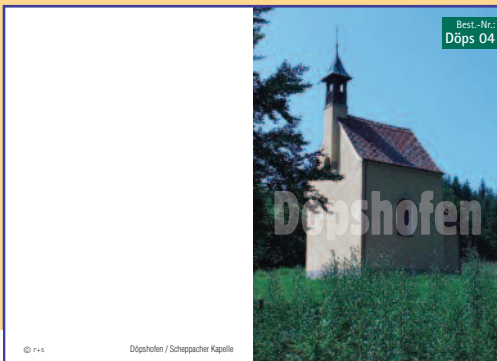 Best.-Nr.:
Döps 04
Döpshofen
© r+s
Döpshofen / Scheppacher Kapelle